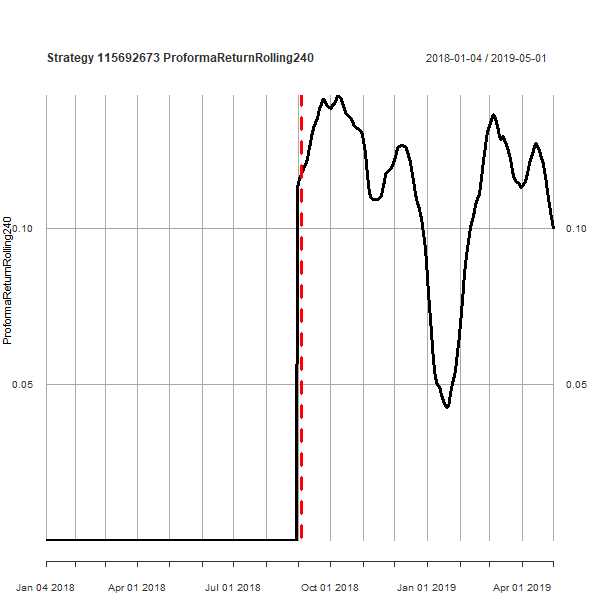 Strategy 115692673 ProformaReturnRolling240
2018-01-04 / 2019-05-01
ProformaReturnRolling240
0.10
0.10
0.05
0.05
Jan 04 2018
Apr 01 2018
Jul 01 2018
Oct 01 2018
Jan 01 2019
Apr 01 2019